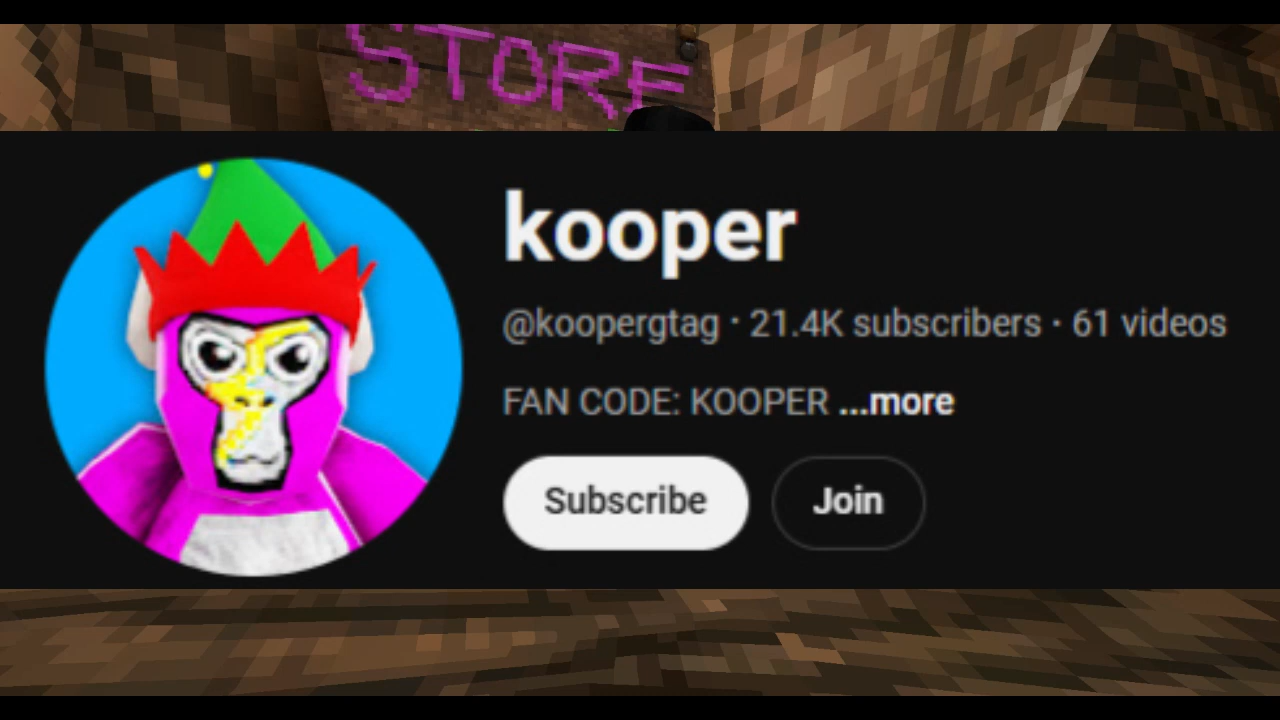 STORE
kooper
@koopergtag · 21.4K subscribers · 61 videos
FAN CODE: KOOPER ...more
Subscribe
Join